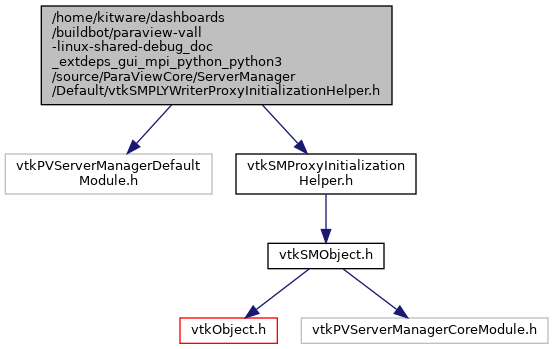 /home/kitware/dashboards
/buildbot/paraview-vall
-linux-shared-debug_doc
_extdeps_gui_mpi_python_python3
/source/ParaViewCore/ServerManager
/Default/vtkSMPLYWriterProxyInitializationHelper.h
vtkPVServerManagerDefault
Module.h
vtkSMProxyInitialization
Helper.h
vtkSMObject.h
vtkObject.h
vtkPVServerManagerCoreModule.h